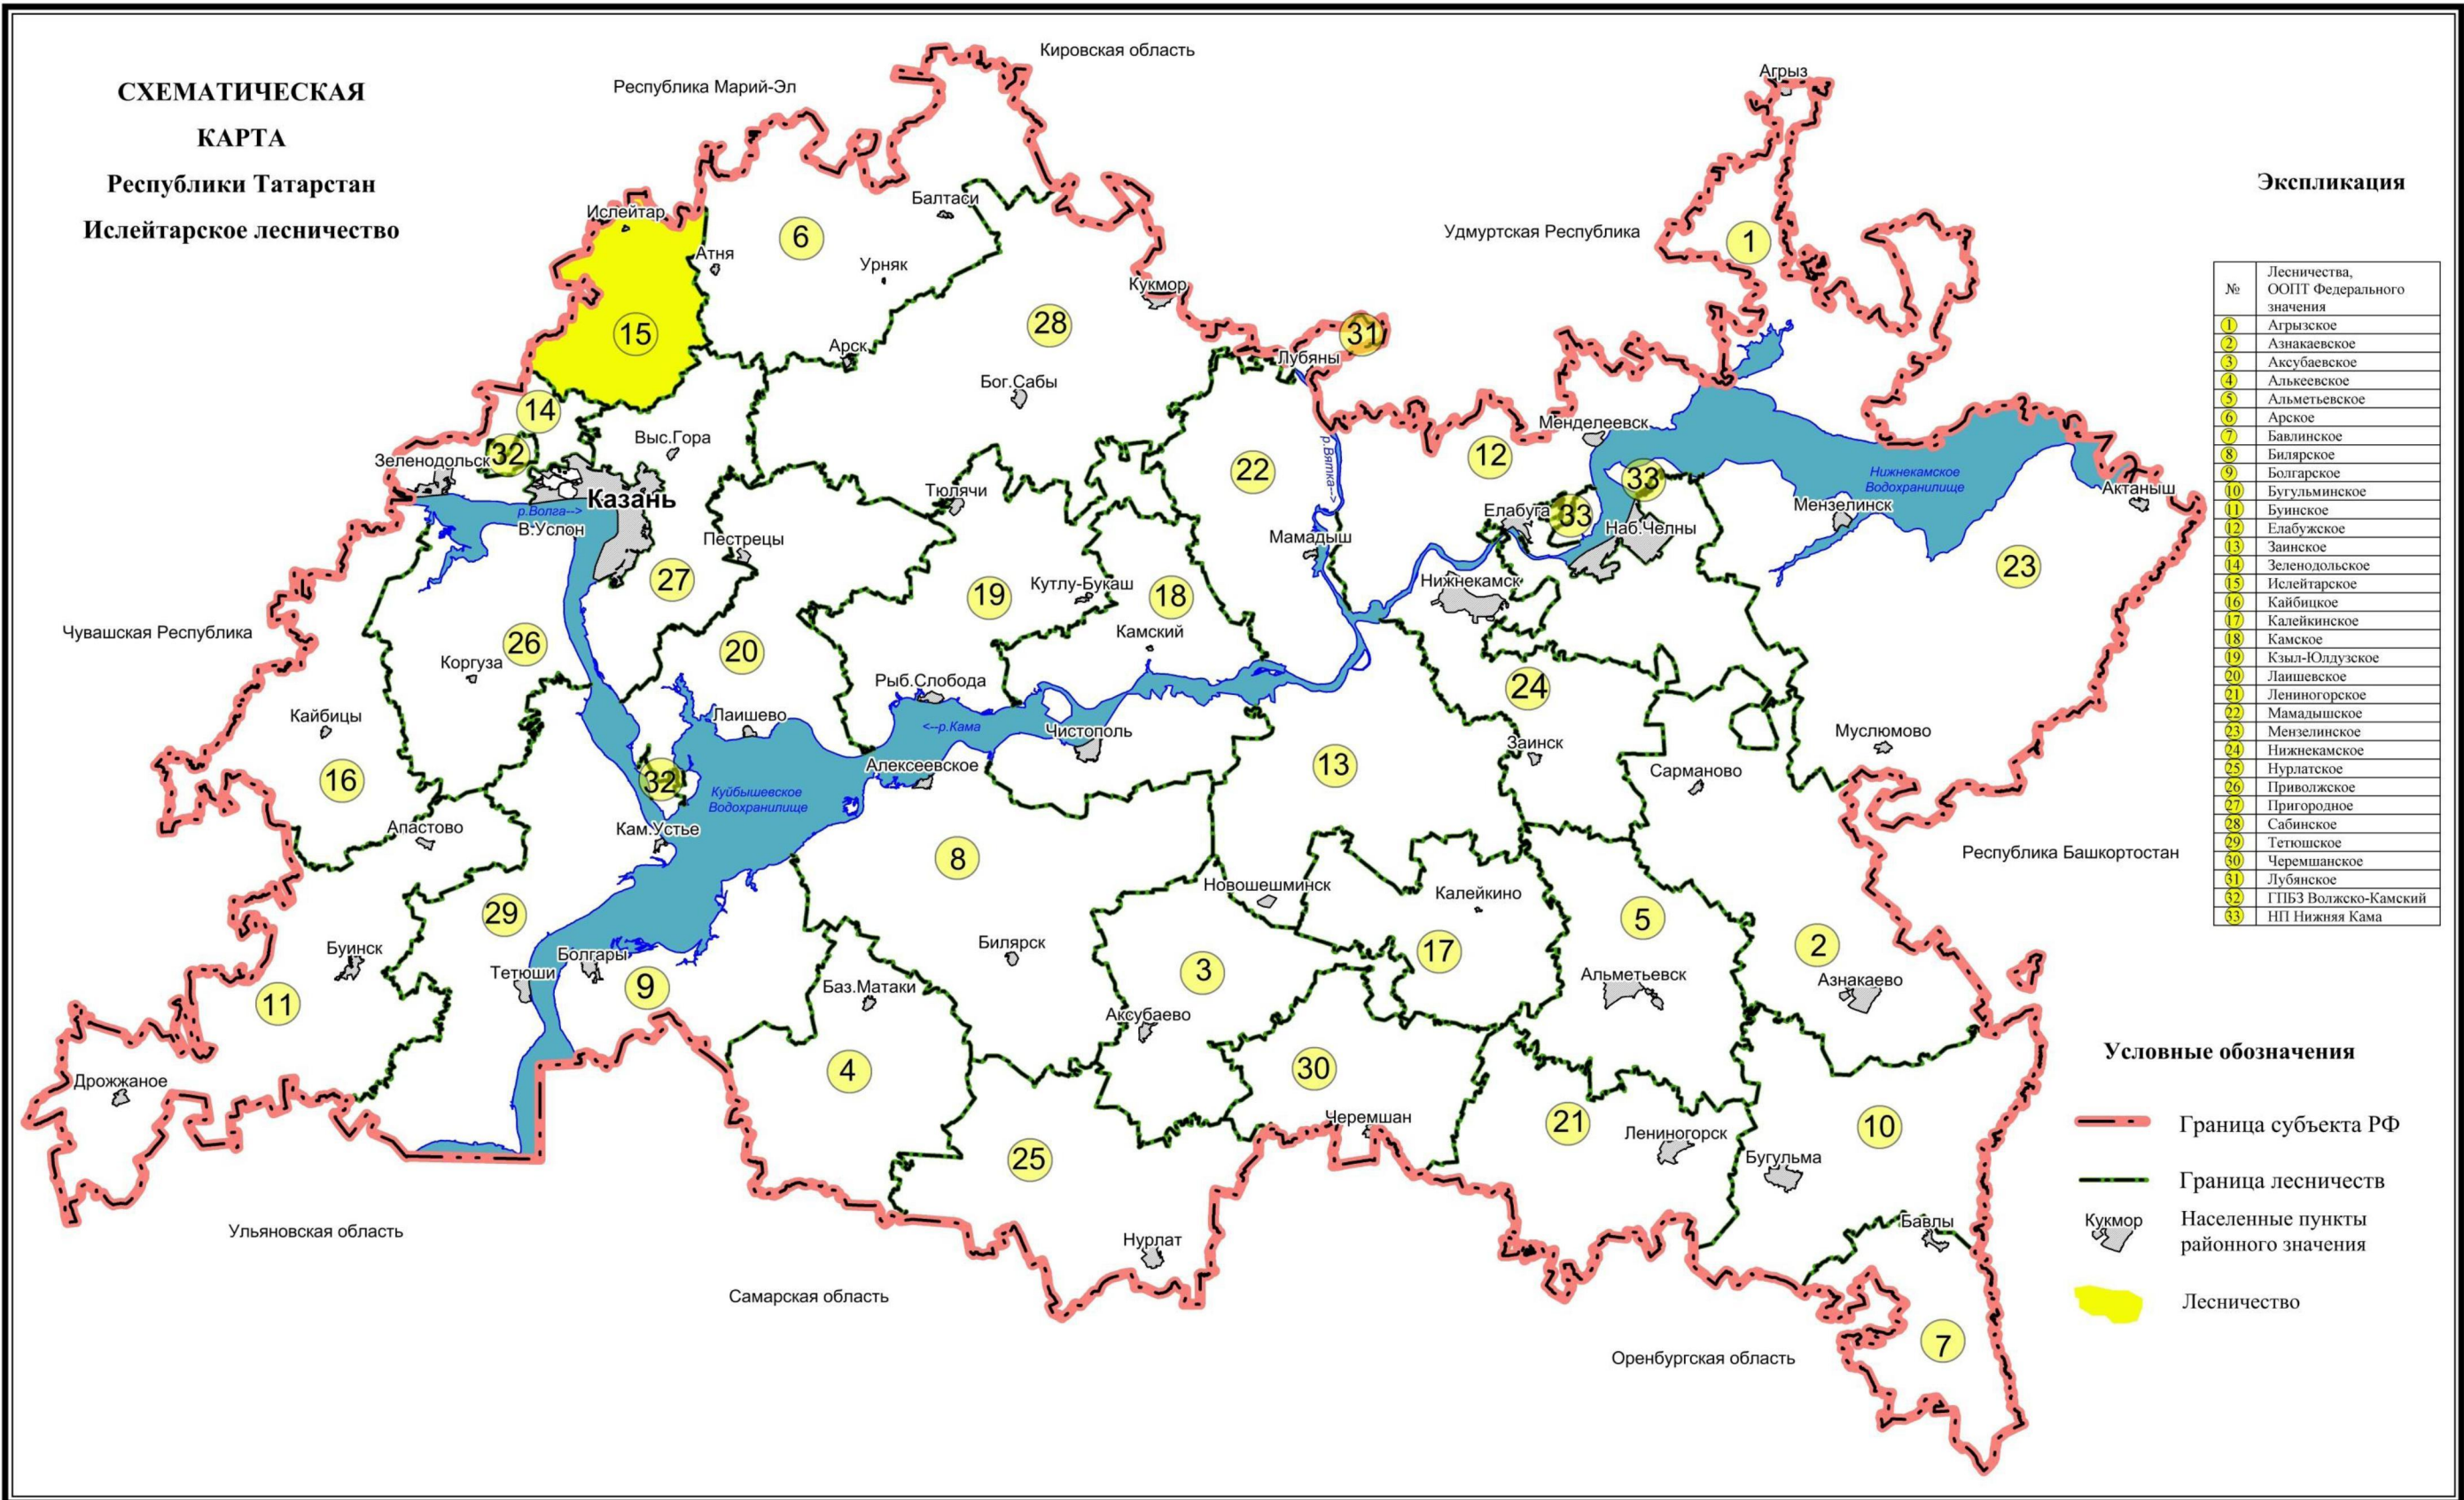 СХЕМАТИЧЕСКАЯ
КАРТА
Республики Татарстан
Ислейтарское лесничество
Кировская область
Республика Марий-Эл
Агрыз
Экспликация
Балтаси
Ислейтар
6
Удмуртская Республика
1
Атня
Урняк
Кукмор
28
15
31
Лубяны
Арск
Бог.Сабы
14
Менделеевск
Выс.Гора
32
Зеленодольск
12
22
р.Вятка-->
33
Нижнекамское
Водохранилище
Актаныш
Тюлячи
Казань
р.Волга-->
В.Услон
Мензелинск
Елабуга
33
Наб.Челны
Мамадыш
Пестрецы
23
27
Кутлу-Букаш
Нижнекамск
19
18
Чувашская Республика
26
Камский
20
Коргуза
Рыб.Слобода
24
Кайбицы
Лаишево
<--р.Кама
Чистополь
Муслюмово
Заинск
Алексеевское
13
Сарманово
16
32
Куйбышевское
Водохранилище
Апастово
Кам.Устье
8
Республика Башкортостан
Новошешминск
Калейкино
29
5
Билярск
2
Буинск
Болгары
17
Тетюши
3
Альметьевск
Азнакаево
9
Баз.Матаки
11
Аксубаево
4
30
Дрожжаное
Черемшан
21
10
Лениногорск
25
Бугульма
Ульяновская область
Бавлы
Нурлат
Самарская область
7
Оренбургская область
№ Лесничества,
ООПТ Федерального
значения
1 Агрызское
2 Азнакаевское
3 Аксубаевское
4 Алькеевское
5 Альметьевское
6 Арское
7 Бавлинское
8 Билярское
9 Болгарское
10 Бугульминское
11 Буинское
12 Елабужское
13 Заинское
14 Зеленодольское
15 Ислейтарское
16 Кайбицкое
17 Калейкинское
18 Камское
19 Кзыл-Юлдузское
20 Лаишевское
21 Лениногорское
22 Мамадышское
23 Мензелинское
24 Нижнекамское
25 Нурлатское
26 Приволжское
27 Пригородное
28 Сабинское
29 Тетюшское
30 Черемшанское
31 Лубянское
32 ГПБЗ Волжско-Камский
33 НП Нижняя Кама
Условные обозначения
Граница субъекта РФ
Граница лесничеств
Кукмор
Населенные пункты
районного значения
Лесничество